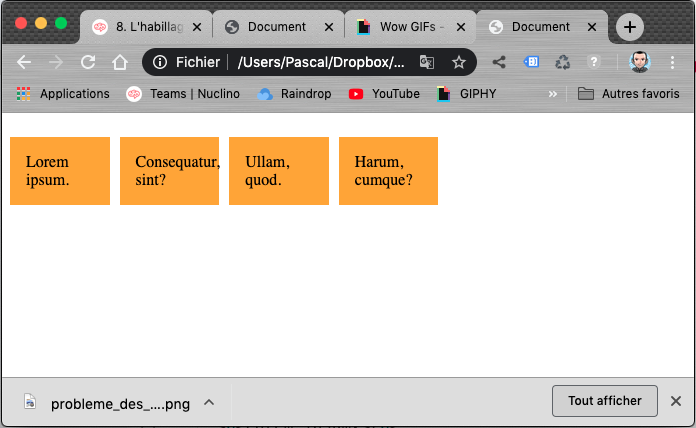 8. L'habillag
Document
Wow GIFs -
Document
Fichier /Users/Pascal/Dropbox/...
Applications Teams | Nuclino Raindrop YouTube GIPHY » Autres favoris
Lorem
ipsum.
Consequatur,
sint?
Ullam,
quod.
Harum,
cumque?
probleme_des_....png
Tout afficher